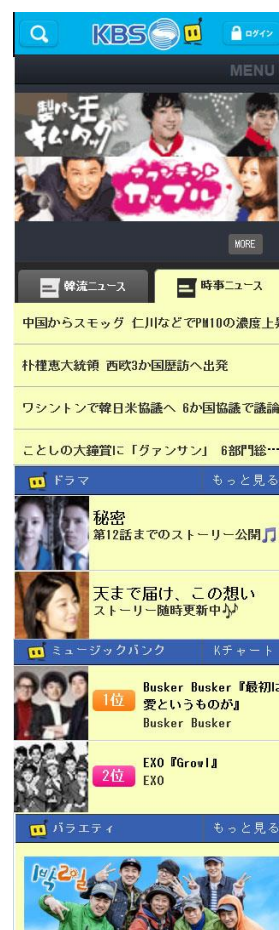 KBS
ログイン
MENU
製パン王
キム・タック
アランチャン
カップル
MORE
韓流ニュース
時事ニュース
中国からスモッグ 仁川などでPM10の濃度上昇
朴槿恵大統領 西欧3か国歴訪へ出発
ワシントンで韓日米協議へ 6か国協議で議論
ことしの大鐘賞に「グァンサン」 6部門総…
ドラマ
もっと見る
秘密
第12話までのストーリー公開
天まで届け、この想い
ストーリー随時更新中
ミュージックバンク
Kチャート
1位
Busker Busker『最初は
愛というものが』
Busker Busker
2位
EXO『Growl』
EXO
バラエティ
もっと見る
1박2일